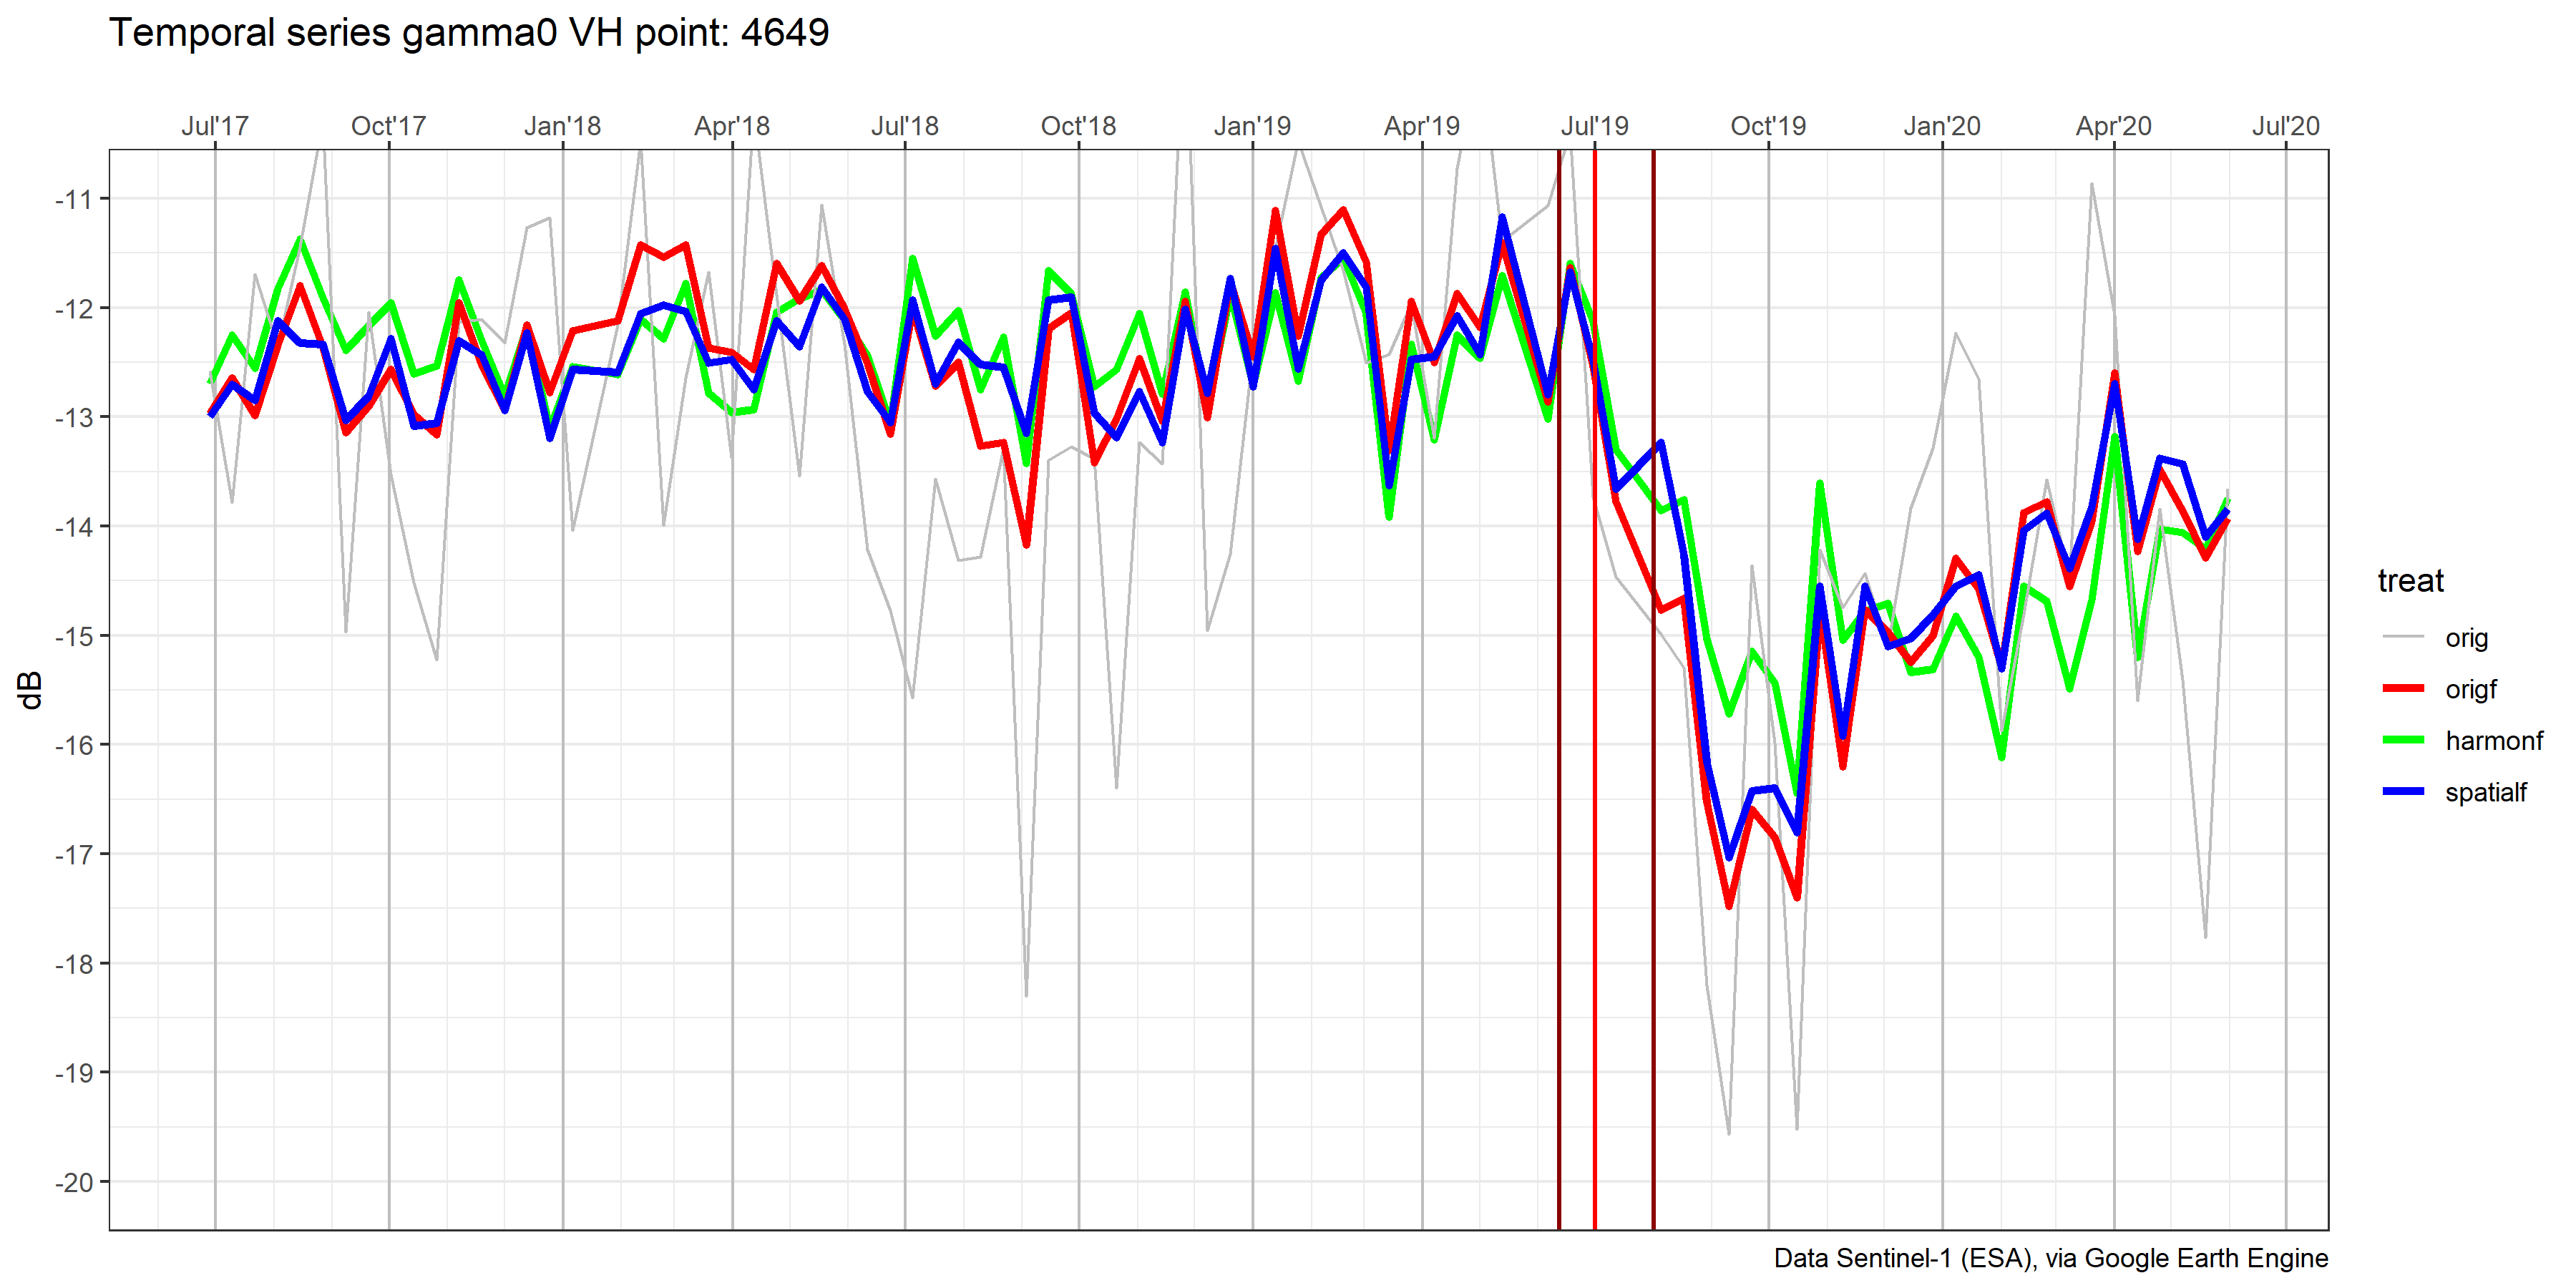 Temporal series gamma0 VH point: 4649
Jul'17 Oct'17 Jan'18 Apr'18 Jul'18 Oct'18 Jan'19 Apr'19 Jul'19 Oct'19 Jan'20 Apr'20 Jul'20
-11
-12
-13
-14
-15
-16
-17
-18
-19
-20
dB
treat
orig
origf
harmonf
spatialf
Data Sentinel-1 (ESA), via Google Earth Engine